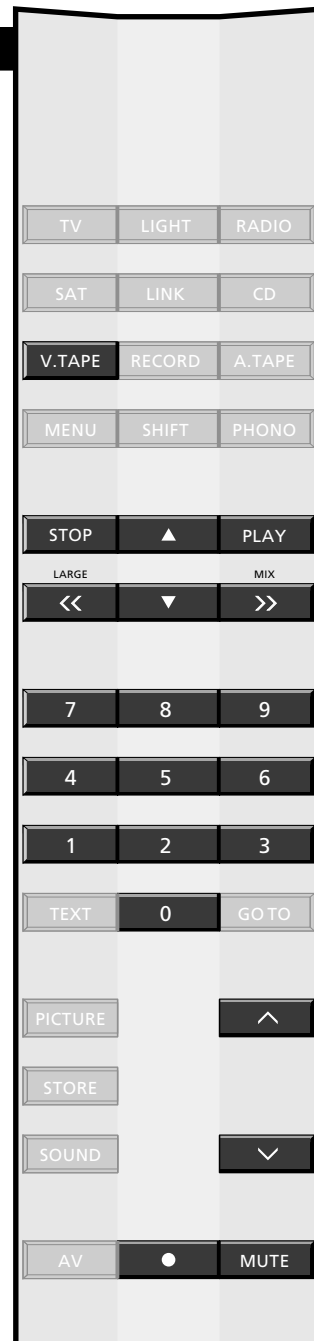 TV LIGHT RADIO
SAT LINK CD
V.TAPE RECORD A.TAPE
MENU SHIFT PHONO
STOP ▲ PLAY
LARGE MIX
<< ▼ >>
7 8 9
4 5 6
1 2 3
TEXT 0 GO TO
PICTURE
STORE
SOUND
AV ● MUTE